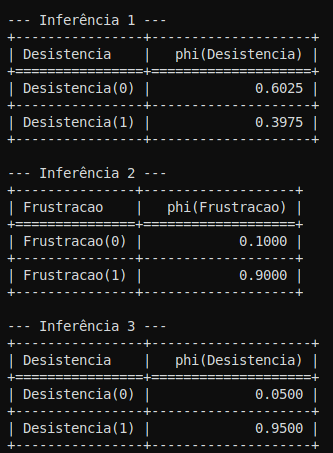 --- Inferência 1 ---
+----------------+--------------------+
| Desistencia    |   phi(Desistencia) |
+================+====================+
| Desistencia(0) |             0.6025 |
+----------------+--------------------+
| Desistencia(1) |             0.3975 |
+----------------+--------------------+

--- Inferência 2 ---
+---------------+-------------------+
| Frustracao    |   phi(Frustracao) |
+===============+===================+
| Frustracao(0) |            0.1000 |
+---------------+-------------------+
| Frustracao(1) |            0.9000 |
+---------------+-------------------+

--- Inferência 3 ---
+----------------+--------------------+
| Desistencia    |   phi(Desistencia) |
+================+====================+
| Desistencia(0) |             0.0500 |
+----------------+--------------------+
| Desistencia(1) |             0.9500 |
+----------------+--------------------+